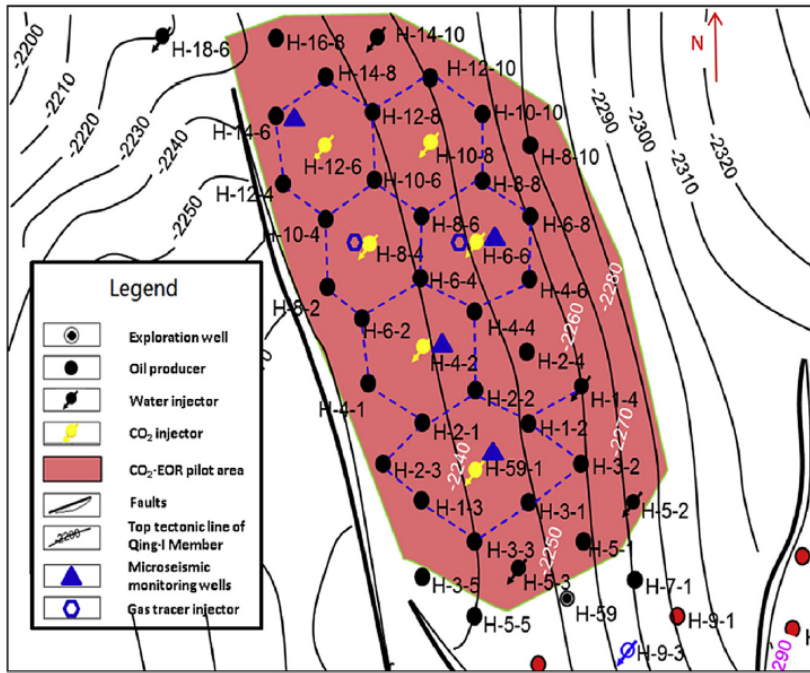 -2200
-2210
-2220
-2230
-2240
-2250
H-18-6
H-16-8
H-14-10
N
-2290
-2300
-2310
-2320
H-14-8
H-12-10
H-14-6
H-12-8
H-10-10
H-12-6
H-10-8
H-8-10
H-12-4
H-10-6
H-8-8
H-10-4
H-8-6
H-6-8
H-8-4
H-6-6
H-8-2
H-6-4
H-4-6
-2280
-2260
H-6-2
H-4-4
H-4-2
H-2-4
H-4-1
H-2-2
H-1-4
H-2-1
H-1-2
-2270
-2240
H-2-3
H-59-1
H-3-2
H-1-3
H-3-1
H-5-2
H-3-3
-2250
H-5-1
H-3-5
H-5-3
H-7-1
H-5-5
H-59
H-9-1
H-9-3
290
Legend
Exploration well
Oil producer
Water injector
CO2 injector
CO2-EOR pilot area
Faults
-2200
Top tectonic line of
Qing-I Member
Microseismic
monitoring wells
Gas tracer injector